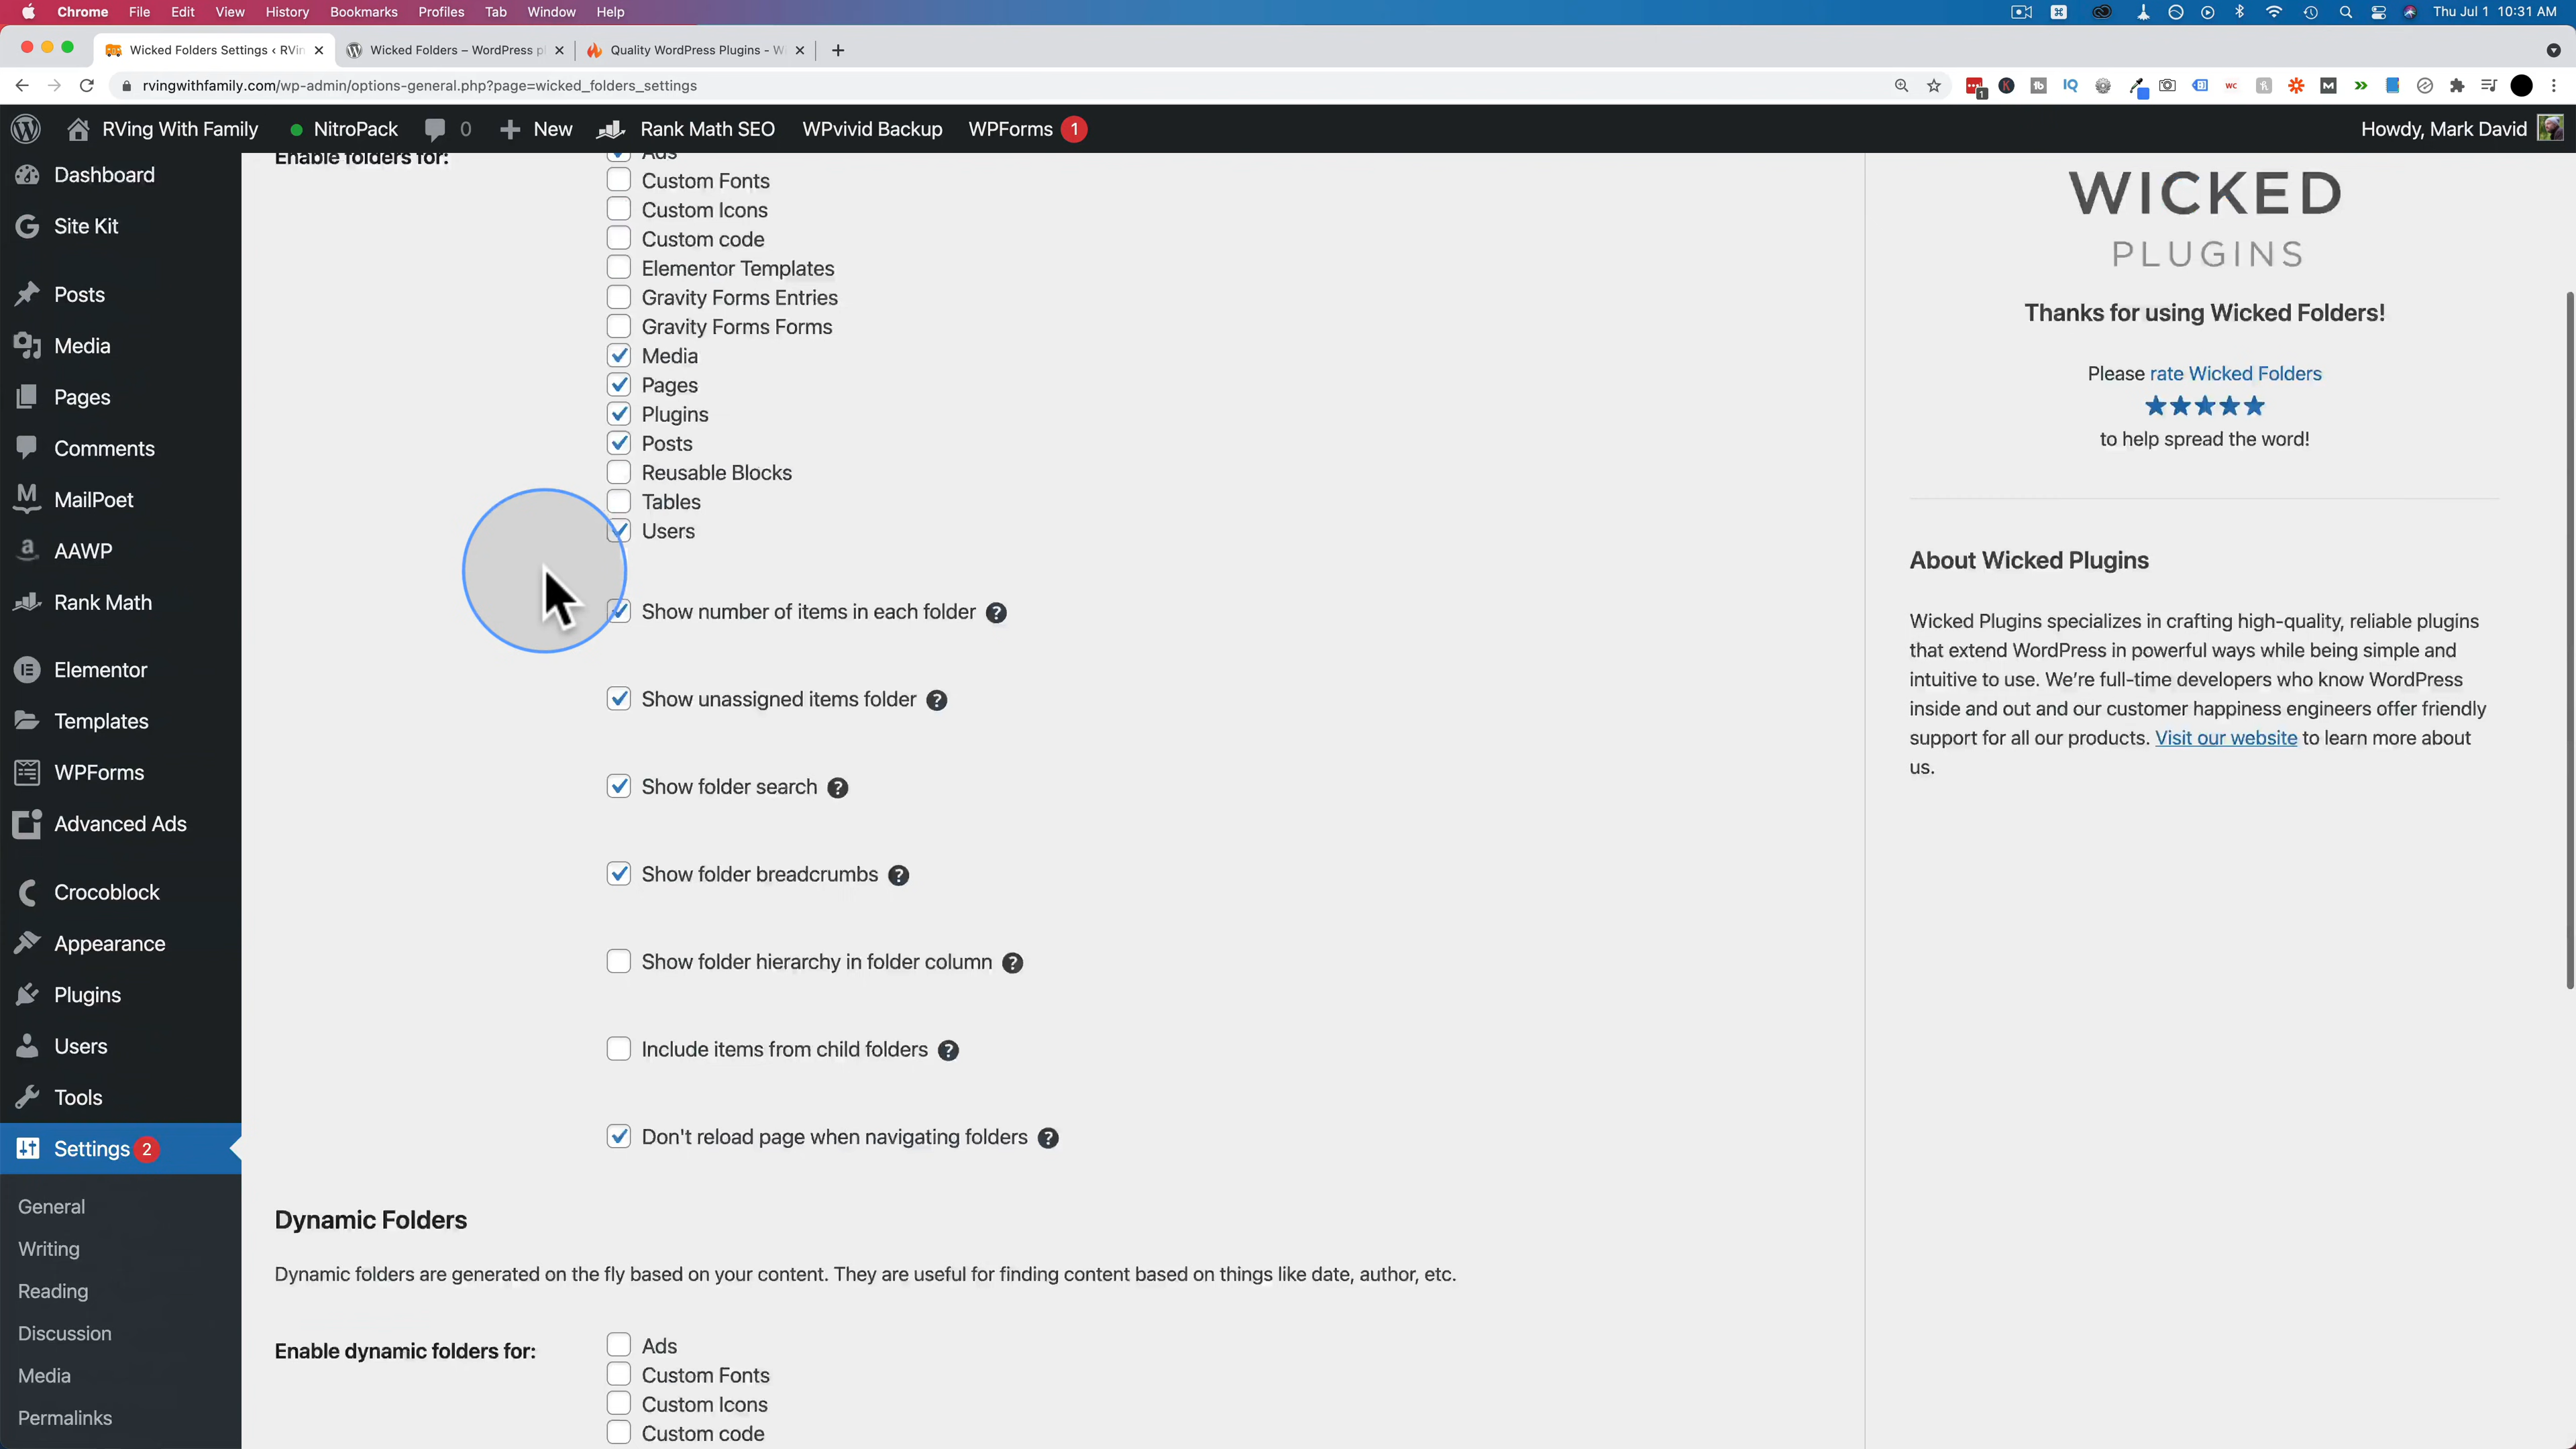 Chrome File Edit View History Bookmarks Profiles Tab Window Help Thu Jul 1 10:31 AM
Wicked Folders Settings ‹ RVin Wicked Folders – WordPress p Quality WordPress Plugins - W
rvingwithfamily.com/wp-admin/options-general.php?page=wicked_folders_settings
RVing With Family NitroPack 0 New Rank Math SEO WPvivid Backup WPForms 1 Howdy, Mark David
Dashboard
Site Kit
Posts
Media
Pages
Comments
MailPoet
AAWP
Rank Math
Elementor
Templates
WPForms
Advanced Ads
Crocoblock
Appearance
Plugins
Users
Tools
Settings 2
General
Writing
Reading
Discussion
Media
Permalinks
Enable folders for:
Ads
Custom Fonts
Custom Icons
Custom code
Elementor Templates
Gravity Forms Entries
Gravity Forms Forms
Media
Pages
Plugins
Posts
Reusable Blocks
Tables
Users
Show number of items in each folder ?
Show unassigned items folder ?
Show folder search ?
Show folder breadcrumbs ?
Show folder hierarchy in folder column ?
Include items from child folders ?
Don't reload page when navigating folders ?
Dynamic Folders
Dynamic folders are generated on the fly based on your content. They are useful for finding content based on things like date, author, etc.
Enable dynamic folders for:
Ads
Custom Fonts
Custom Icons
Custom code
WICKED
PLUGINS
Thanks for using Wicked Folders!
Please rate Wicked Folders
to help spread the word!
About Wicked Plugins
Wicked Plugins specializes in crafting high-quality, reliable plugins
that extend WordPress in powerful ways while being simple and
intuitive to use. We're full-time developers who know WordPress
inside and out and our customer happiness engineers offer friendly
support for all our products. Visit our website to learn more about
us.